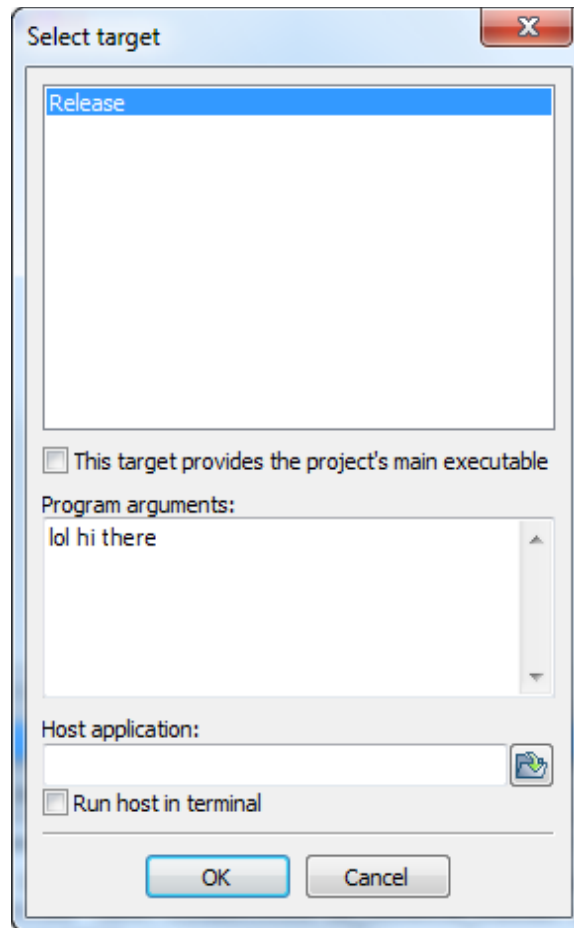 Select target
Release
This target provides the project's main executable
Program arguments:
lol hi there
Host application:
Run host in terminal
OK
Cancel